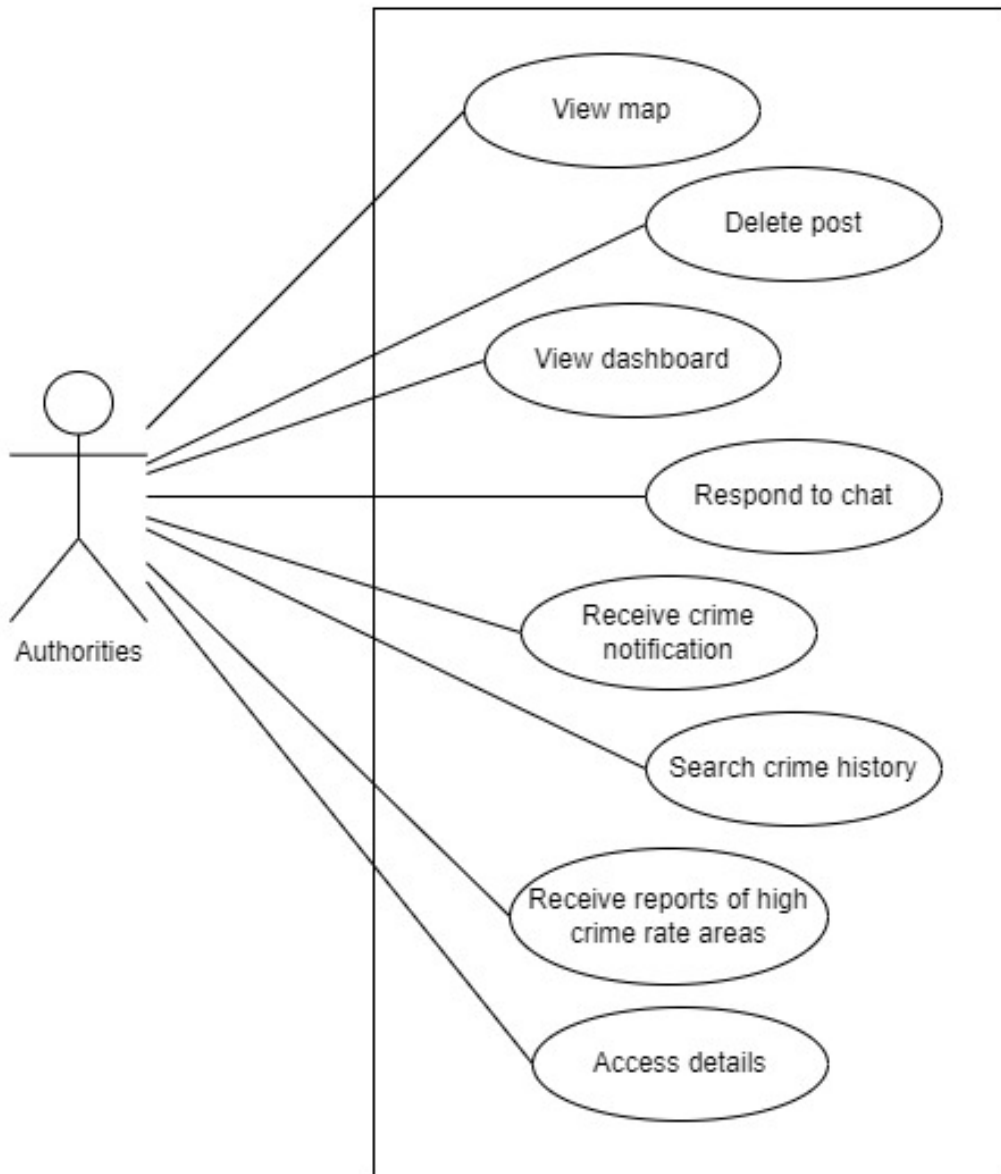 View map
Delete post
View dashboard
Respond to chat
Receive crime
notification
Authorities
Search crime history
Receive reports of high
crime rate areas
Access details